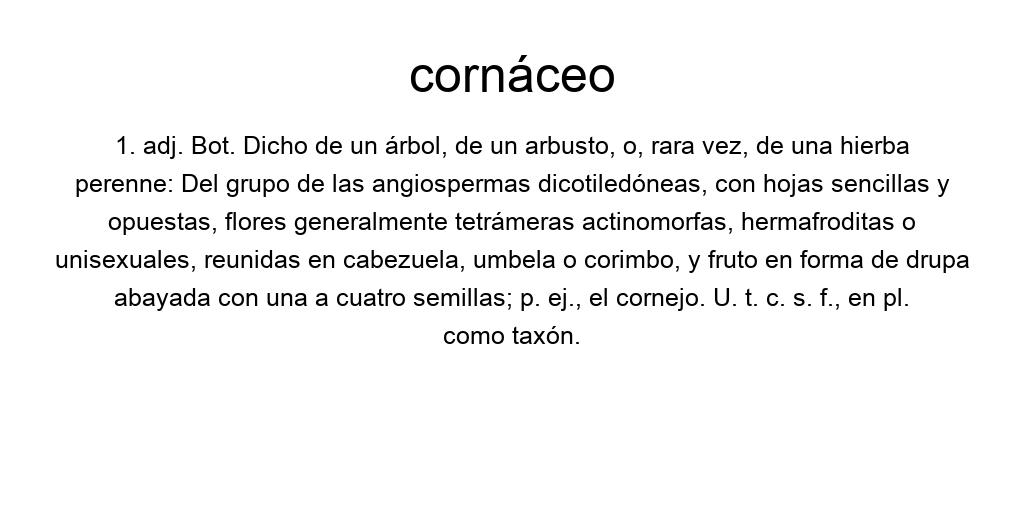 cornáceo
1. adj. Bot. Dicho de un árbol, de un arbusto, o, rara vez, de una hierba
perenne: Del grupo de las angiospermas dicotiledóneas, con hojas sencillas y
opuestas, flores generalmente tetrámeras actinomorfas, hermafroditas o
unisexuales, reunidas en cabezuela, umbela o corimbo, y fruto en forma de drupa
abayada con una a cuatro semillas; p. ej., el cornejo. U. t. c. s. f., en pl.
como taxón.